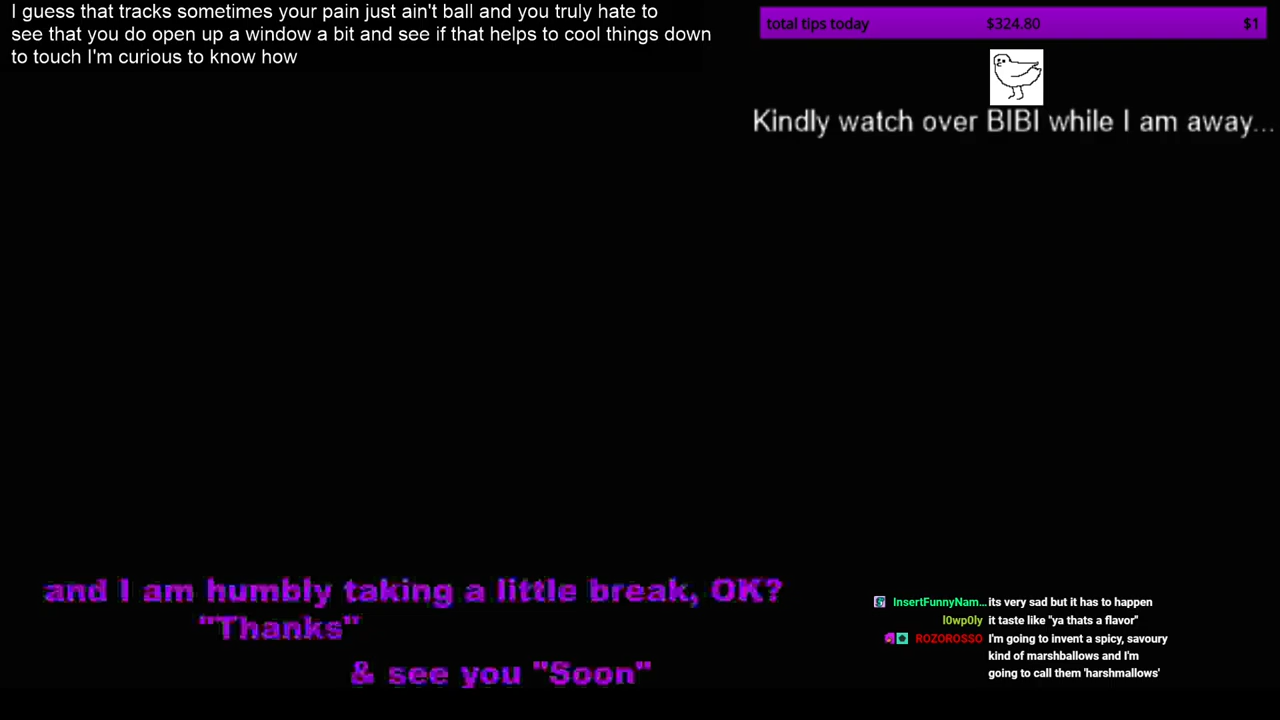 I guess that tracks sometimes your pain just ain't ball and you truly hate to
see that you do open up a window a bit and see if that helps to cool things down
to touch I'm curious to know how
total tips today $324.80 $1
Kindly watch over BIBI while I am away...
and I am humbly taking a little break, OK?
"Thanks"
& see you "Soon"
InsertFunnyNam... its very sad but it has to happen
l0wp0ly it taste like "ya thats a flavor"
ROZOROSSO I'm going to invent a spicy, savoury
kind of marshballows and I'm
going to call them 'harshmallows'